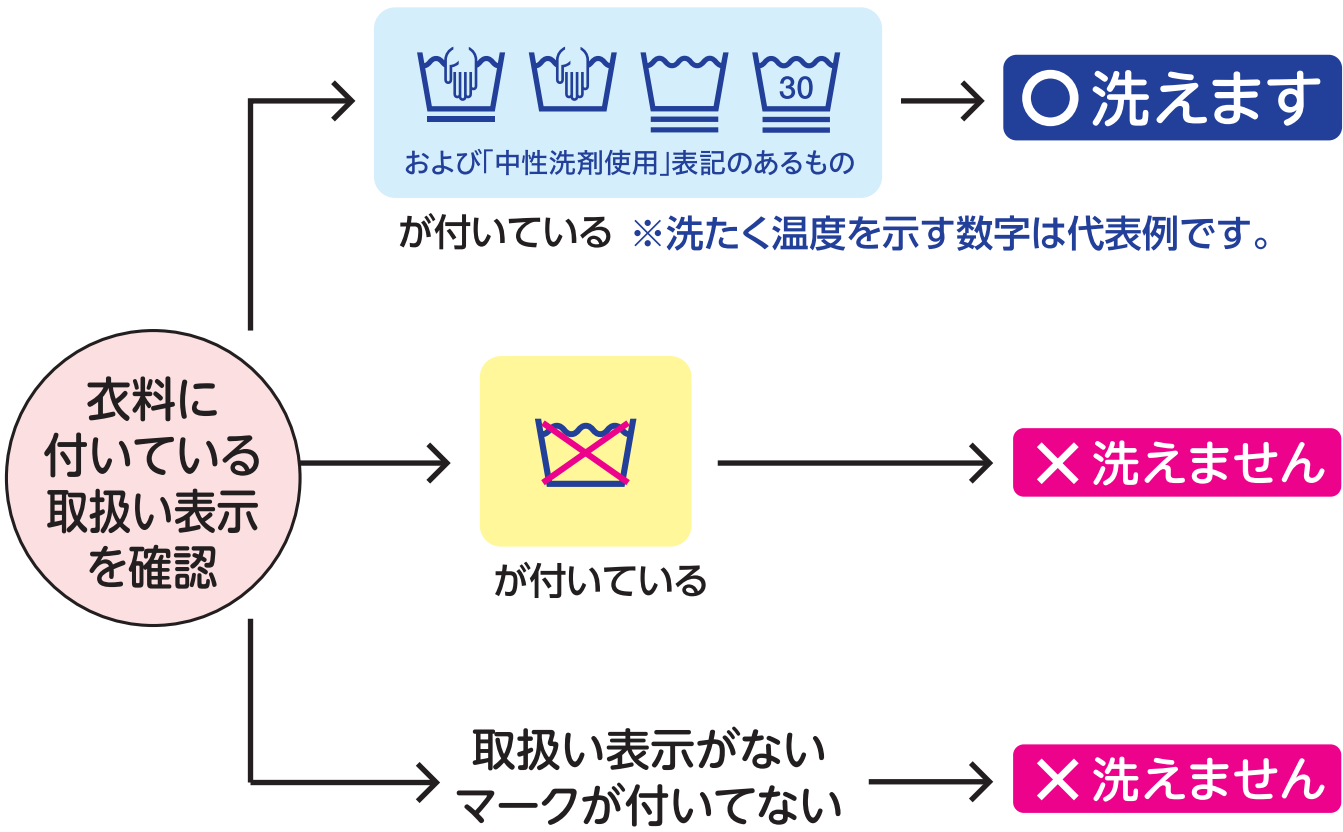 30
および「中性洗剤使用」表記のあるもの
が付いている ※洗たく温度を示す数字は代表例です。
○洗えます
衣料に
付いている
取扱い表示
を確認
が付いている
×洗えません
取扱い表示がない
マークが付いてない
×洗えません